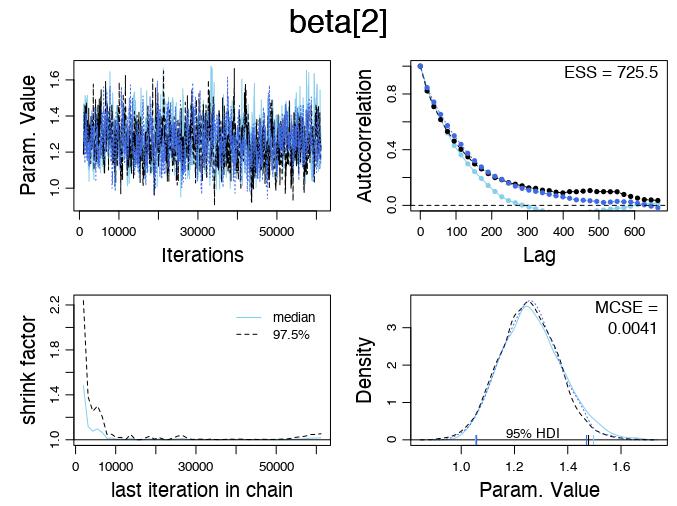 beta[2]
Param. Value
1.0 1.2 1.4 1.6
0 10000 30000 50000
Iterations
Autocorrelation
0.0 0.4 0.8
ESS = 725.5
0 100 200 300 400 500 600
Lag
shrink factor
1.0 1.4 1.8 2.2
median
97.5%
0 10000 30000 50000
last iteration in chain
Density
0 1 2 3
MCSE =
0.0041
95% HDI
1.0 1.2 1.4 1.6
Param. Value